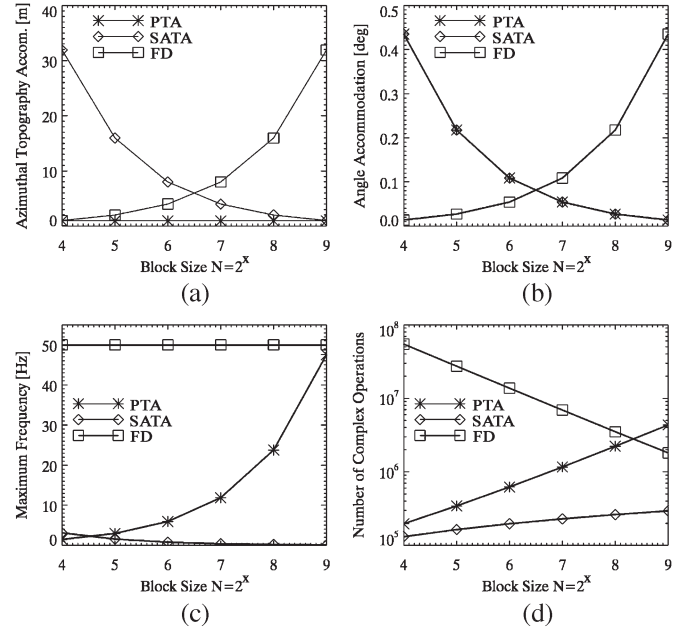 Azimuthal Topography Accom. [m]
30
20
10
0
PTA
SATA
FD
4 5 6 7 8 9
Block Size N=2^x
(a)
Angle Accommodation [deg]
0.5
0.4
0.3
0.2
0.1
0.0
PTA
SATA
FD
4 5 6 7 8 9
Block Size N=2^x
(b)
Maximum Frequency [Hz]
50
40
30
20
10
0
PTA
SATA
FD
4 5 6 7 8 9
Block Size N=2^x
(c)
Number of Complex Operations
10^8
10^7
10^6
10^5
PTA
SATA
FD
4 5 6 7 8 9
Block Size N=2^x
(d)